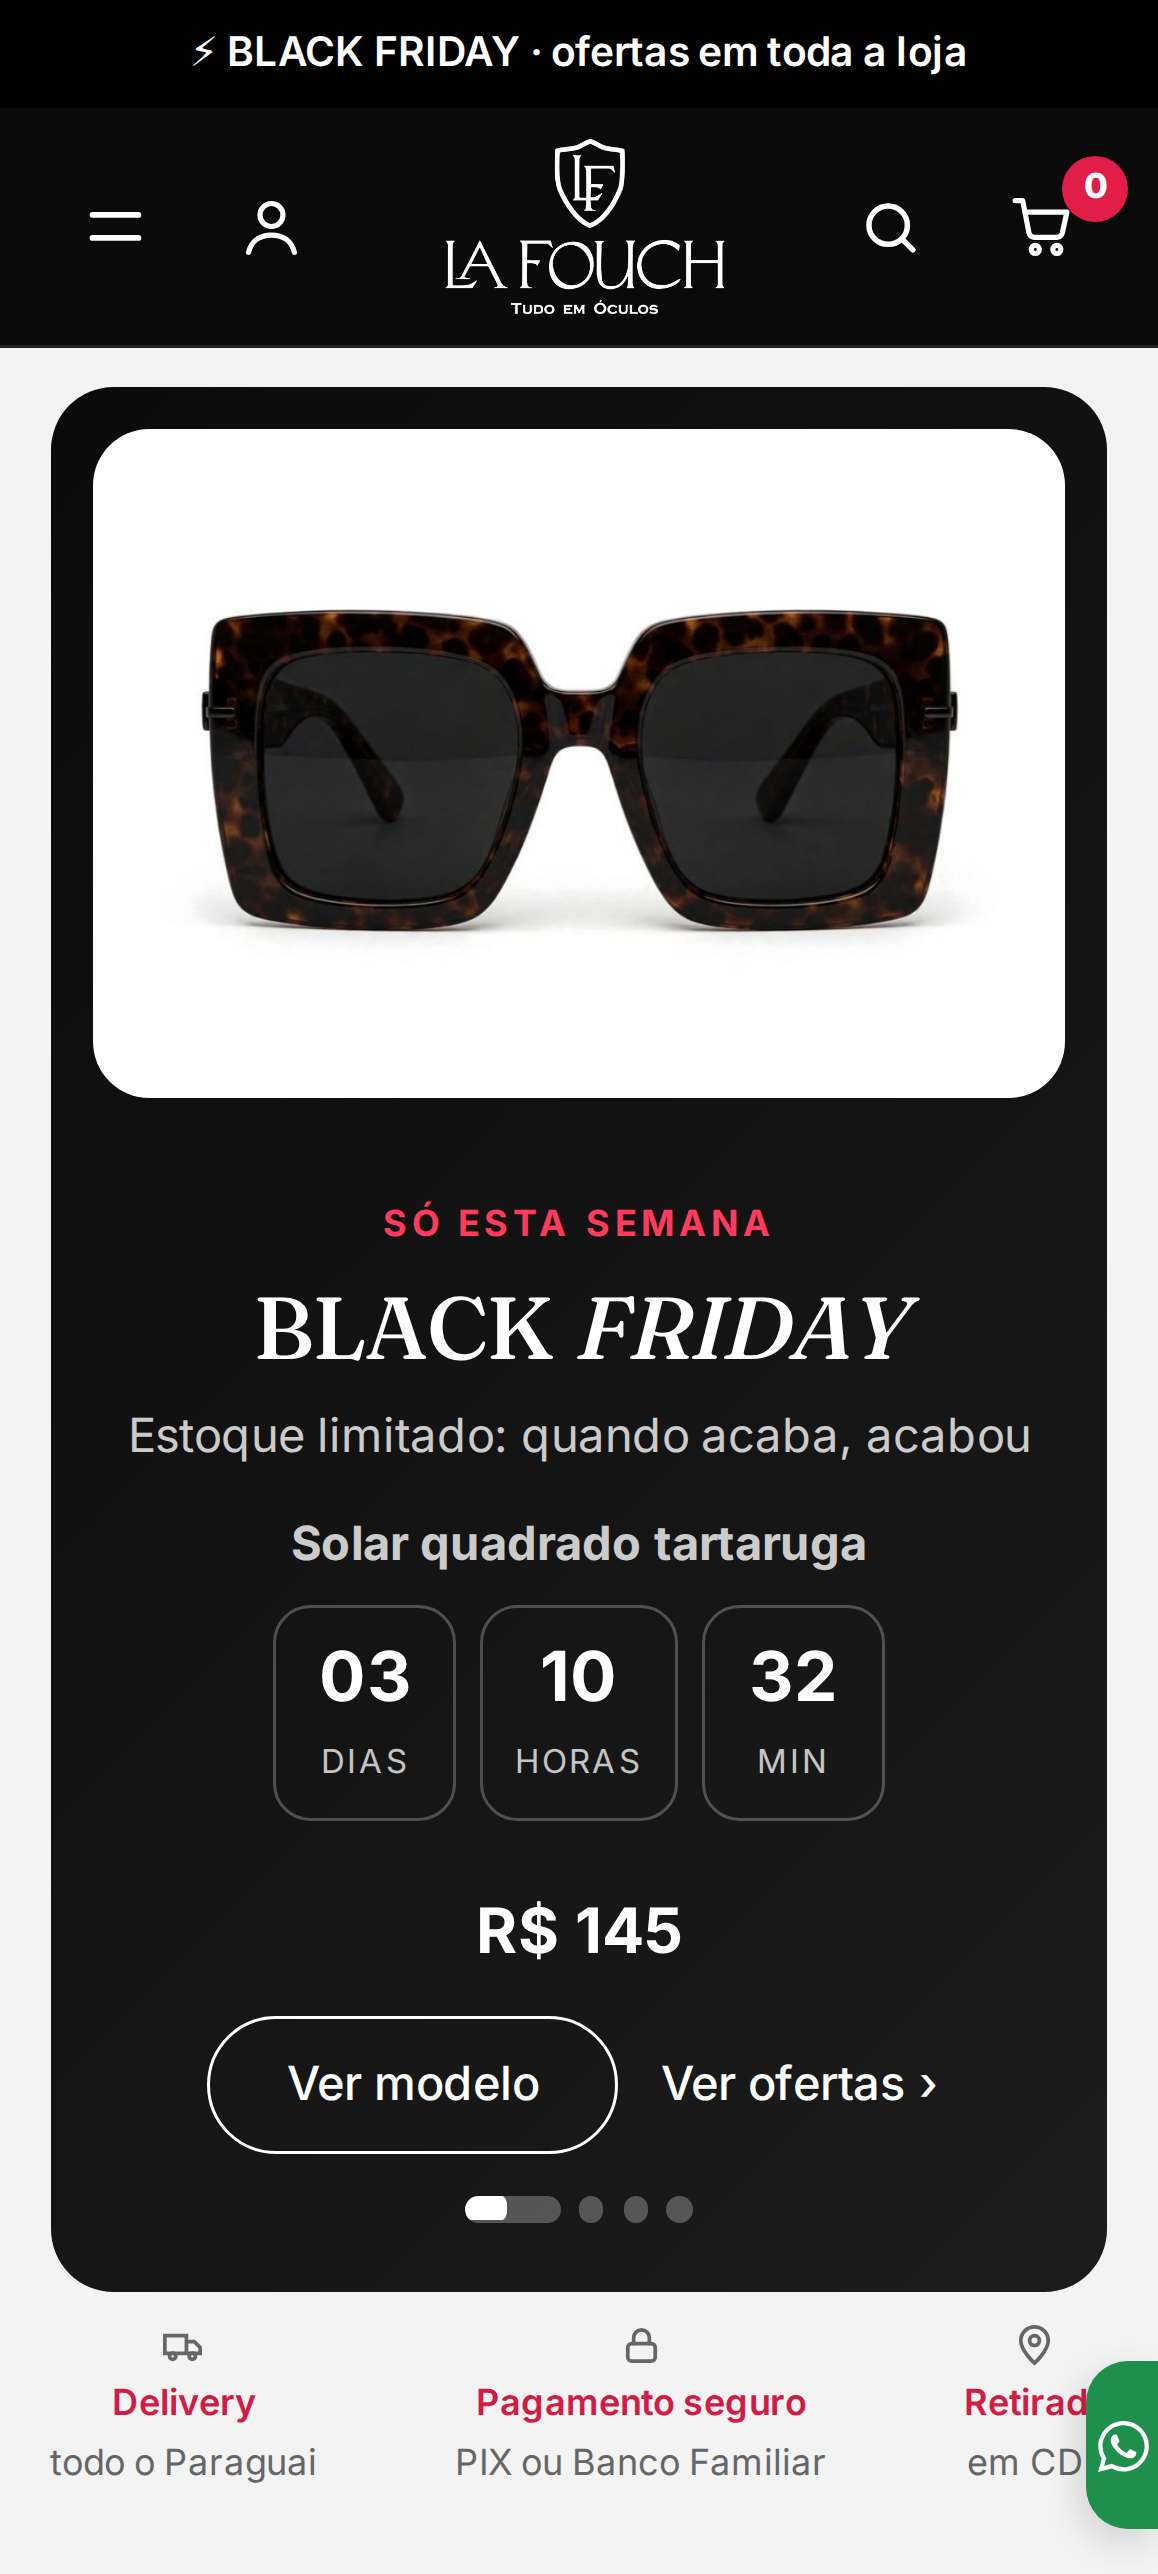 ⚡ BLACK FRIDAY · ofertas em toda a loja
0
LF
LA FOUCH
TUDO EM ÓCULOS
SÓ ESTA SEMANA
BLACK FRIDAY
Estoque limitado: quando acaba, acabou
Solar quadrado tartaruga
03 10 32
DIAS HORAS MIN
R$ 145
Ver modelo Ver ofertas ›
Delivery Pagamento seguro
todo o Paraguai PIX ou Banco Familiar em CD